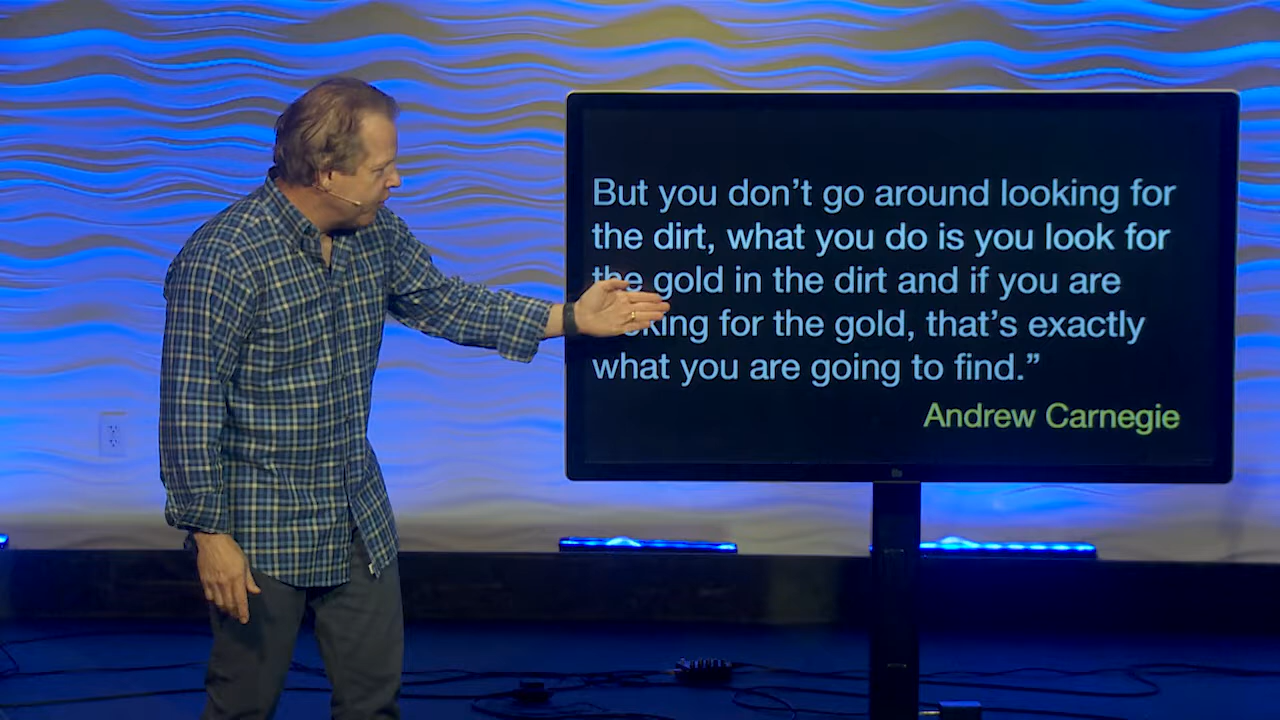 But you don't go around looking for
the dirt, what you do is you look for
the gold in the dirt and if you are
looking for the gold, that's exactly
what you are going to find.”
Andrew Carnegie